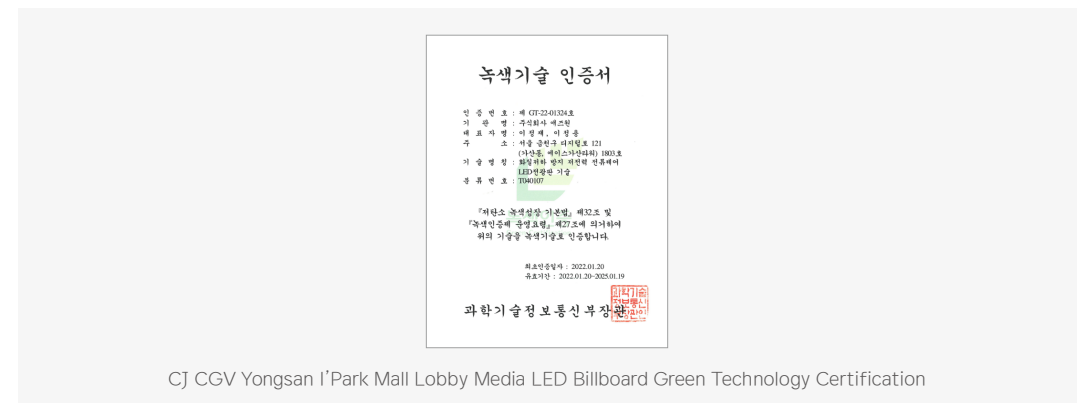 녹색기술 인증서
인 증 번 호 : 제 GT-22-01324호
기 관 명 : 주식회사 애즈원
대 표 자 명 : 이정재, 이정용
주 소 : 서울 금천구 디지털로 121
(가산동, 에이스가산타워) 1803호
기 술 명 칭 : 화질저하 방지 저전력 전류제어
LED전광판 기술
분 류 번 호 : T040107
『저탄소 녹색성장 기본법』 제32조 및
『녹색인증제 운영요령』 제27조에 의거하여
위의 기술을 녹색기술로 인증합니다.
최초인증일자 : 2022.01.20
유효기간 : 2022.01.20~2025.01.19
과학기술정보통신부장관
CJ CGV Yongsan I’Park Mall Lobby Media LED Billboard Green Technology Certification